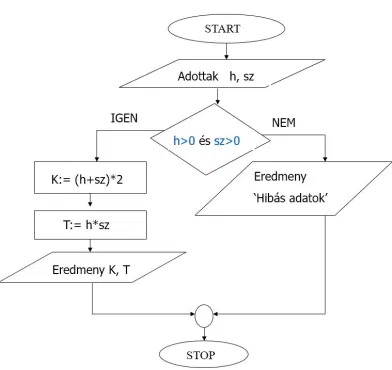 START
Adottak h, sz
IGEN
NEM
h>0 és sz>0
K:= (h+sz)*2
Eredmeny
‘Hibás adatok’
T:= h*sz
Eredmeny K, T
STOP